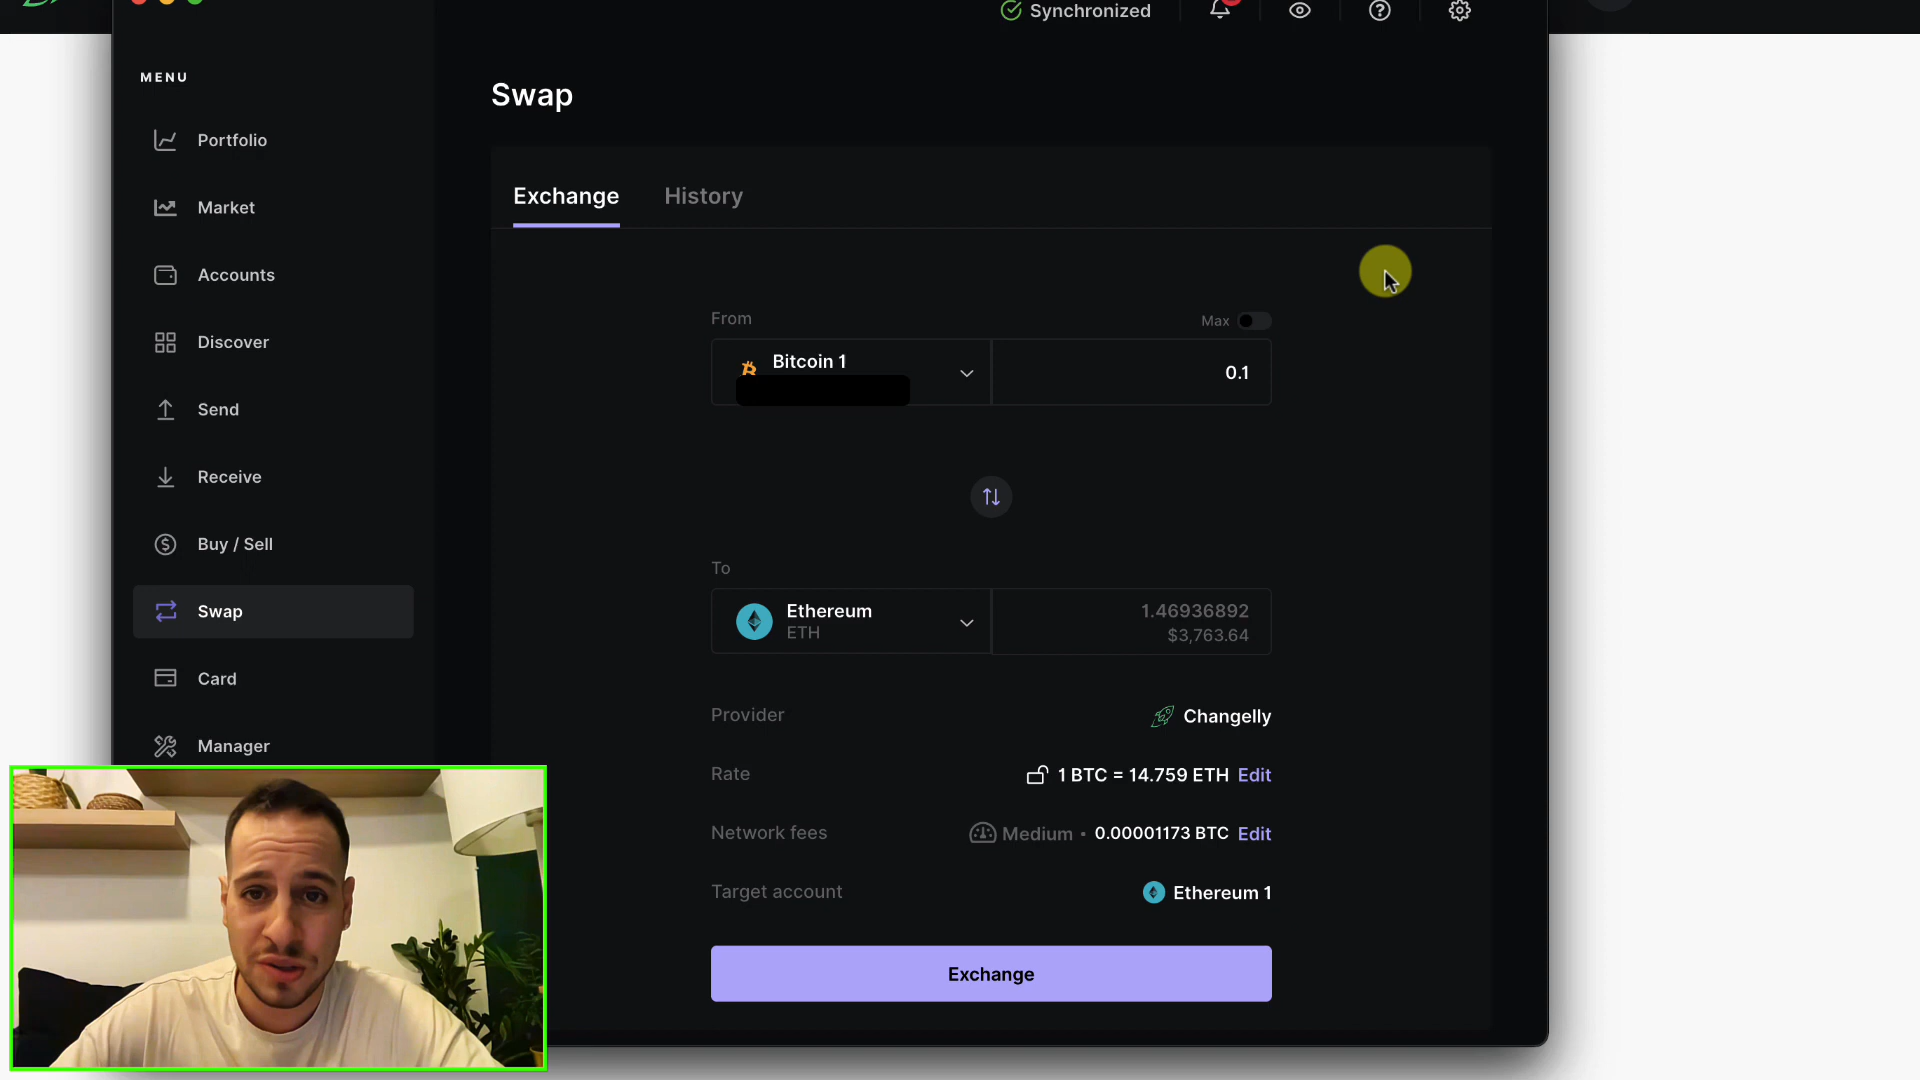 Synchronized
MENU
Portfolio
Market
Accounts
Discover
Send
Receive
Buy / Sell
Swap
Card
Manager
Swap
Exchange
History
From
Max
Bitcoin 1
0.1
To
Ethereum
ETH
1.46936892
$3,763.64
Provider
Changelly
Rate
1 BTC = 14.759 ETH Edit
Network fees
Medium • 0.00001173 BTC Edit
Target account
Ethereum 1
Exchange